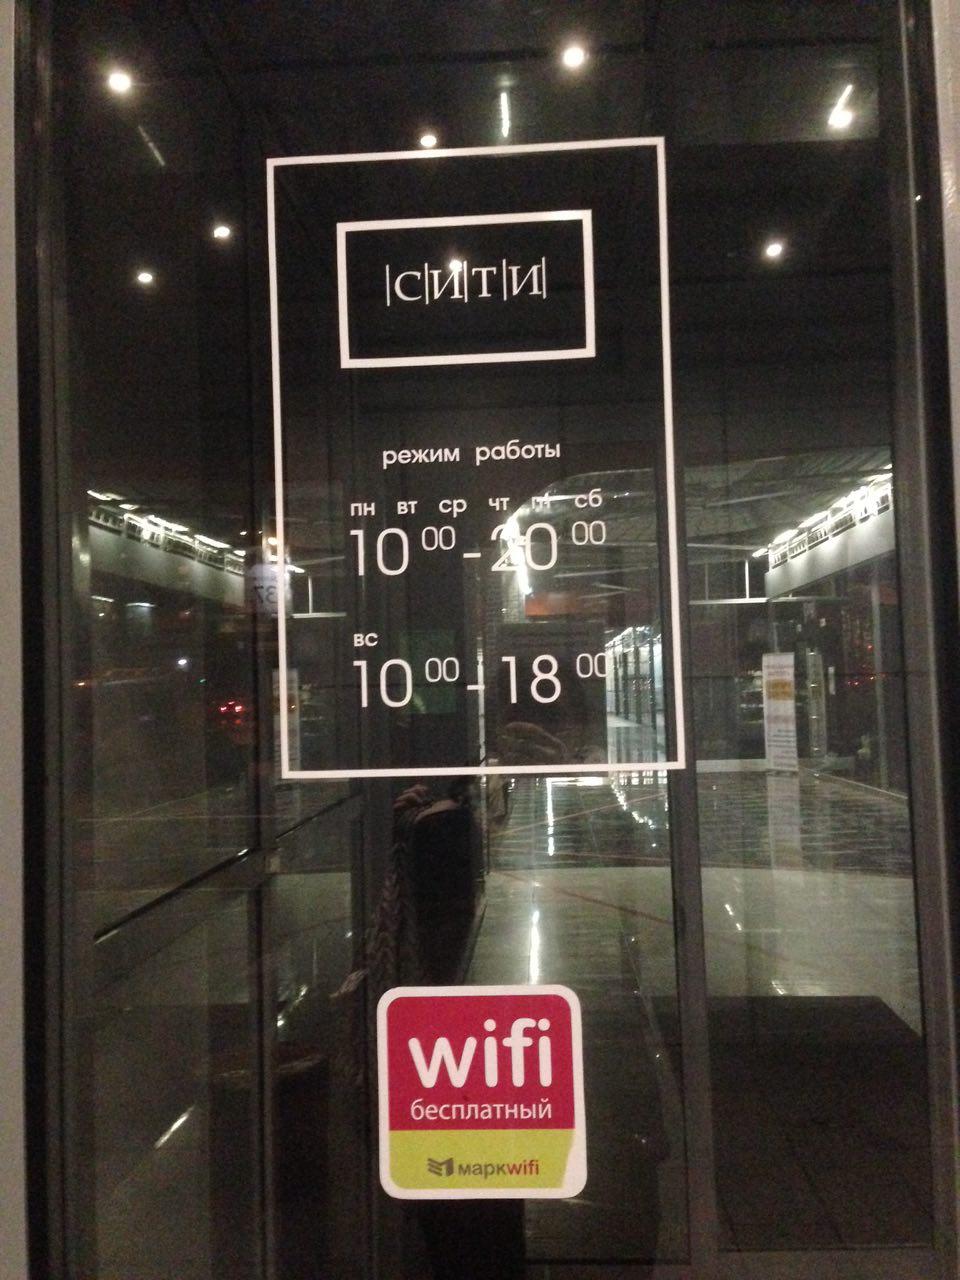 |С|И|Т|И|
режим работы
пн вт ср чт пт сб
10 00 - 20 00
вс
10 00 - 18 00
wifi
бесплатный
маркwifi